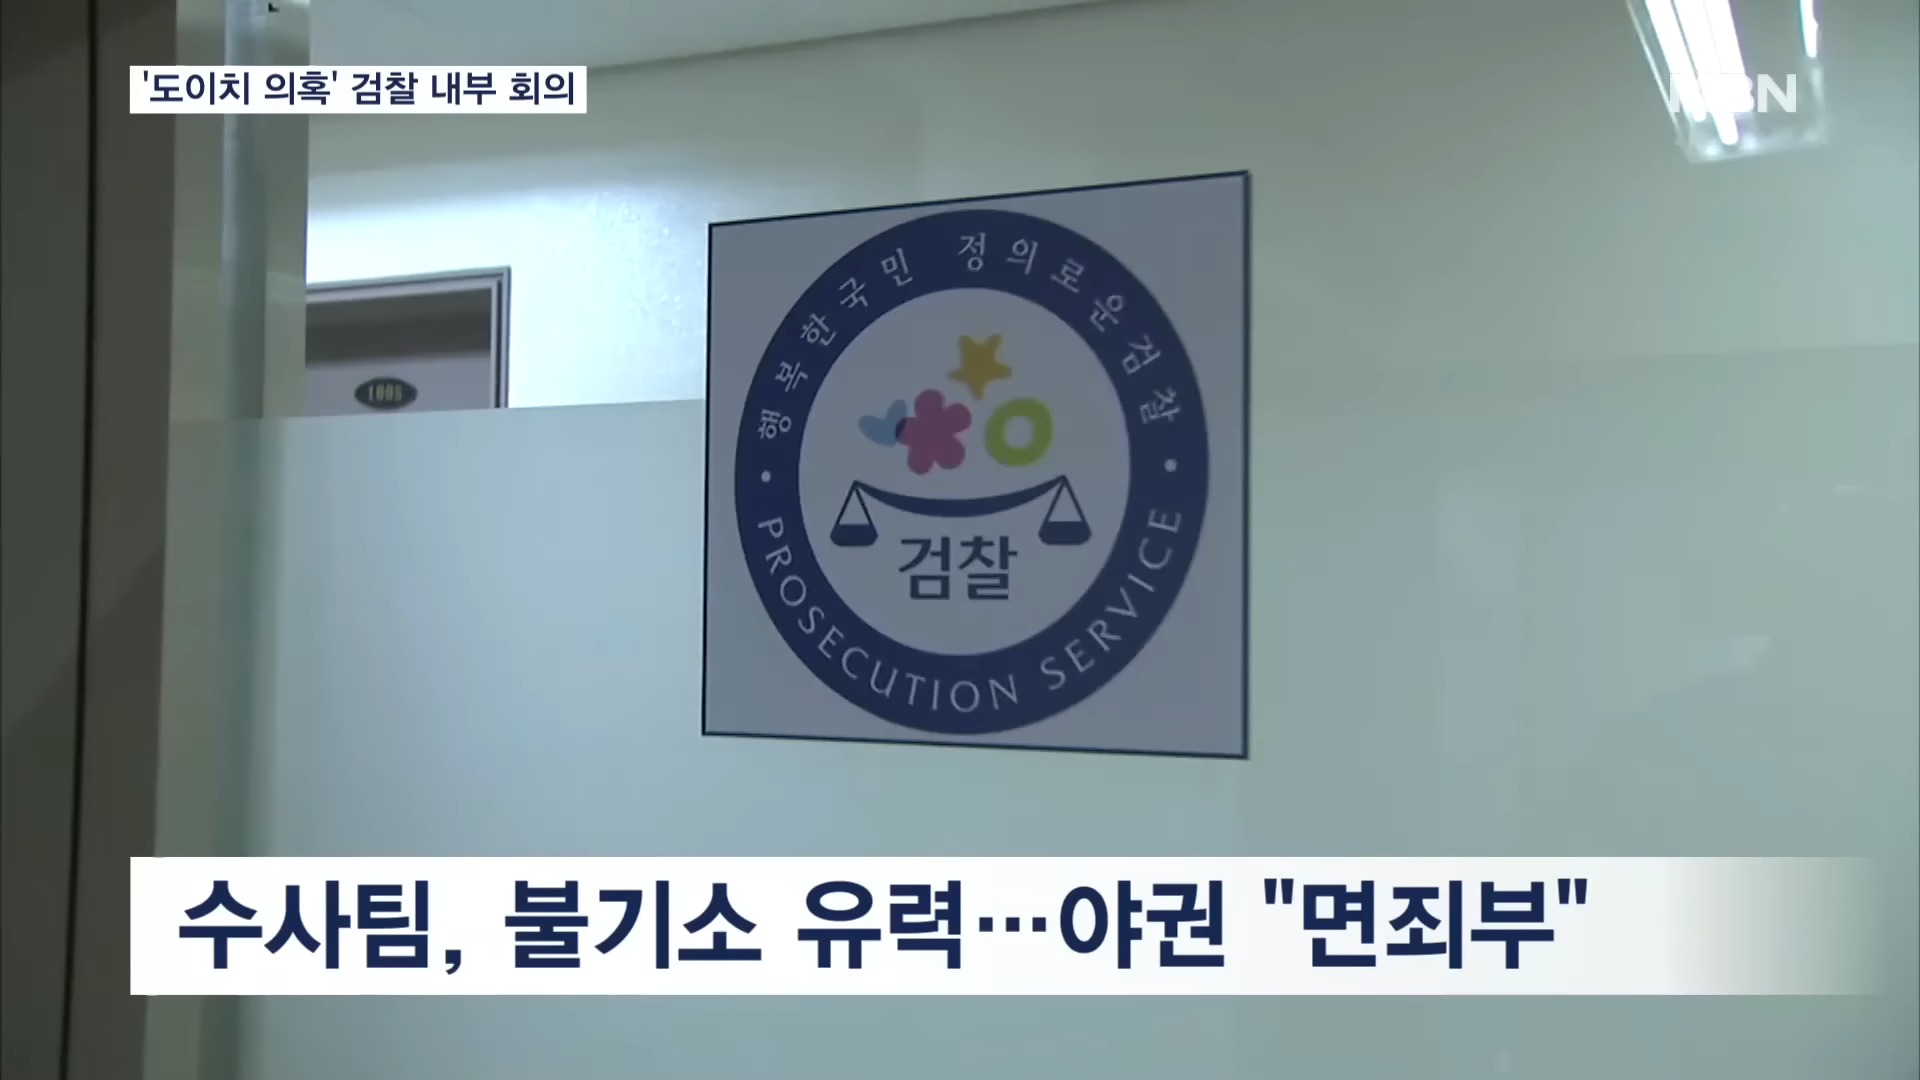 '도이치 의혹' 검찰 내부 회의
MBN
행복한국민 정의로운검찰
1005
검찰
PROSECUTION SERVICE
수사팀, 불기소 유력…야권 "면죄부"